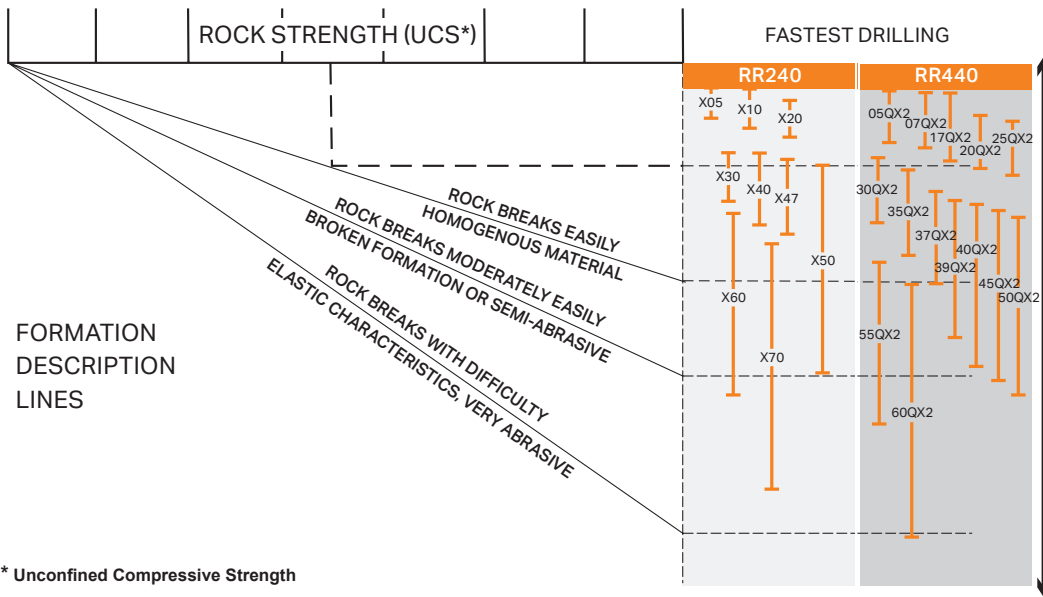 ROCK STRENGTH (UCS*)
FASTEST DRILLING
RR240
RR440
X05
X10
X20
05QX2
07QX2
17QX2
20QX2
25QX2
X30
X40
X47
X50
30QX2
35QX2
37QX2
39QX2
40QX2
45QX2
50QX2
X60
X70
55QX2
60QX2
ROCK BREAKS EASILY
HOMOGENOUS MATERIAL
ROCK BREAKS MODERATELY EASILY
BROKEN FORMATION OR SEMI-ABRASIVE
ROCK BREAKS WITH DIFFICULTY
ELASTIC CHARACTERISTICS, VERY ABRASIVE
FORMATION
DESCRIPTION
LINES
* Unconfined Compressive Strength